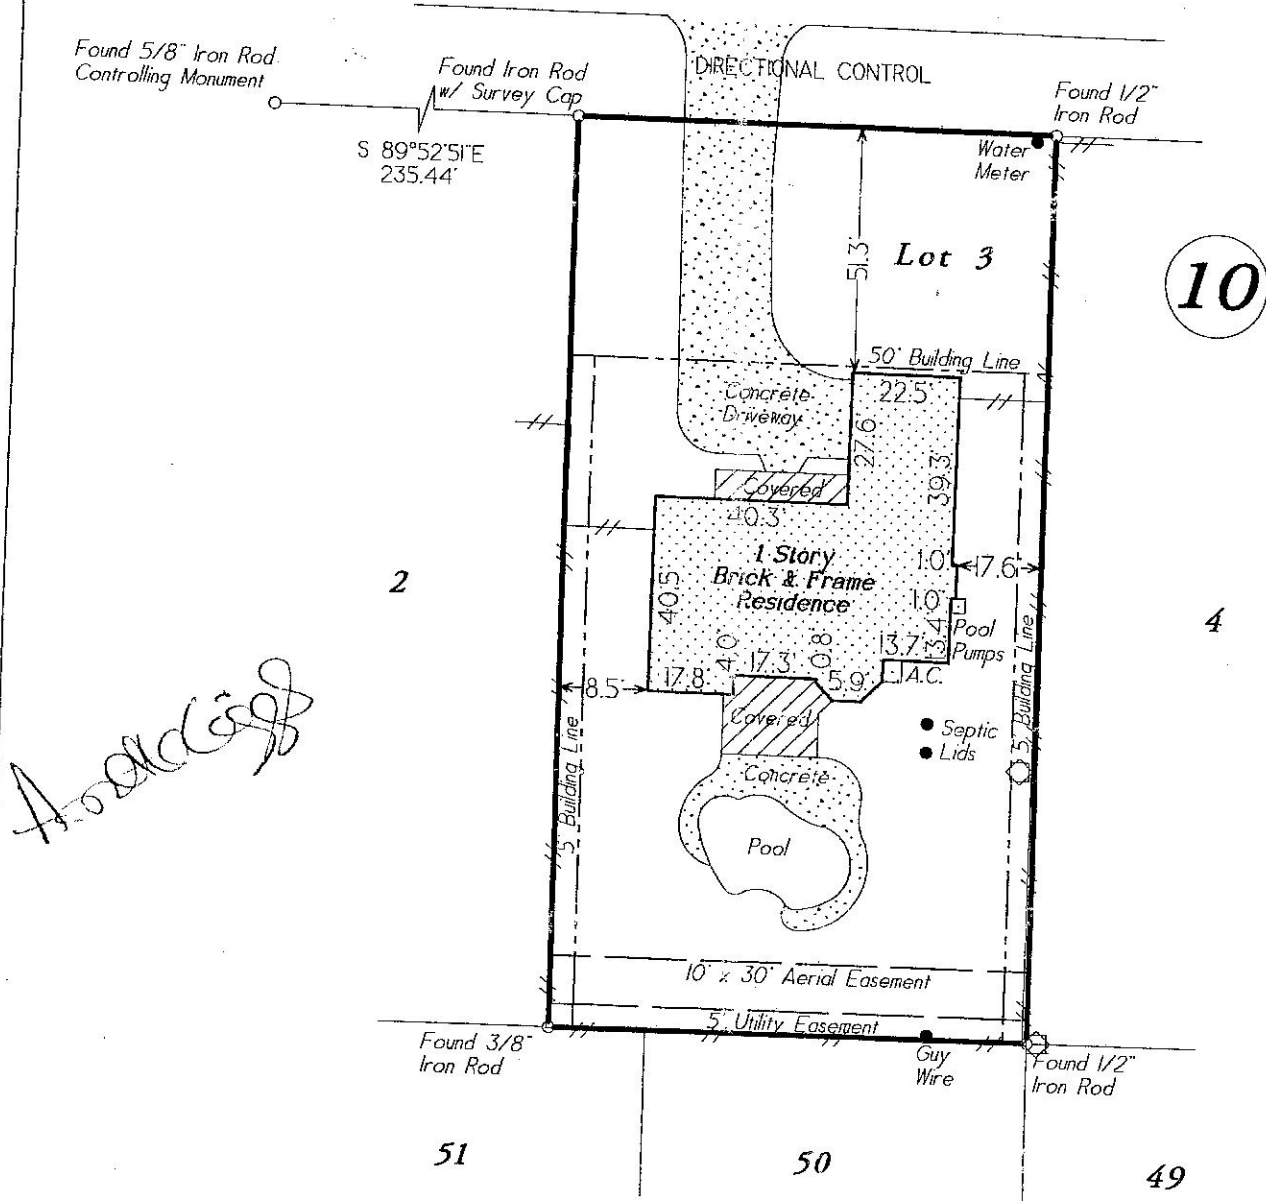 DIRECTIONAL CONTROL
Found 5/8" Iron Rod
Controlling Monument
Found Iron Rod
w/ Survey Cap
Found 1/2"
Iron Rod
S 89°52'51"E
235.44'
Water
Meter
51.3'
Lot 3
10
50' Building Line
Concrete
Driveway
22.5'
27.6'
39.3'
Covered
40.3'
1 Story
Brick & Frame
Residence
1.0'
17.6'
1.0'
2
4
40.5'
Pool
Pumps
13.4'
13.7'
4.0'
17.3'
0.8'
5.9'
A.C.
17.8'
8.5'
Covered
Septic
Lids
5' Building Line
5' Building Line
Concrete
Pool
10' x 30' Aerial Easement
5' Utility Easement
Found 3/8"
Iron Rod
Guy
Wire
Found 1/2"
Iron Rod
51
50
49